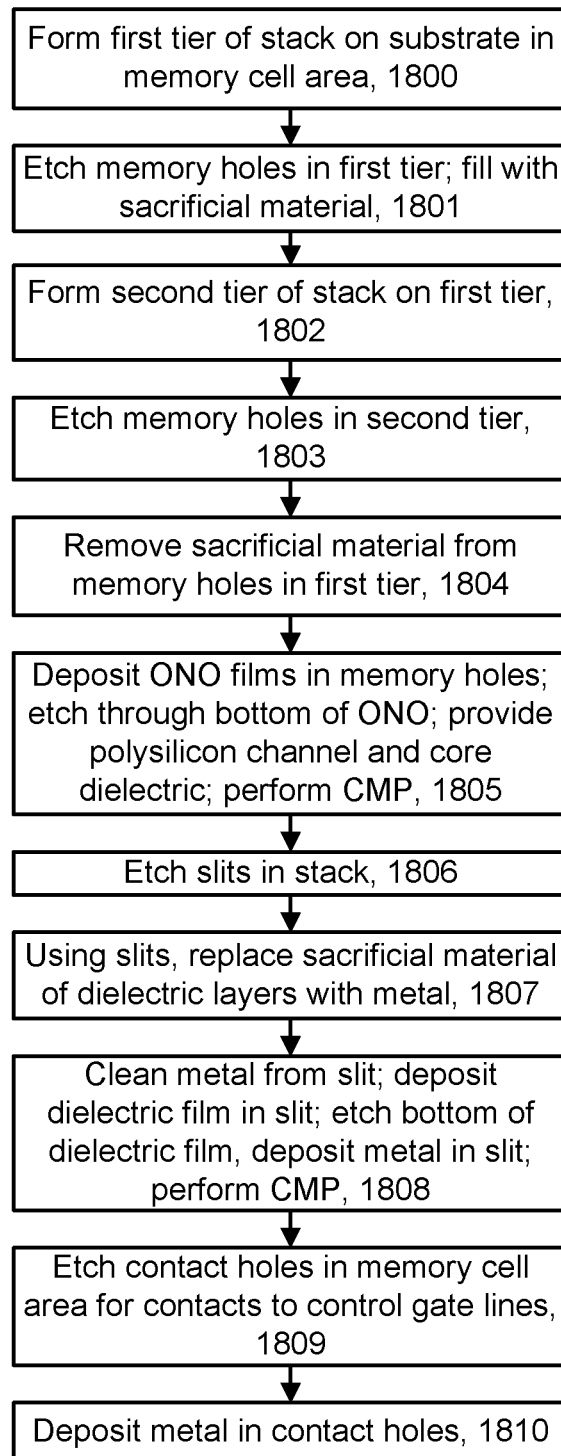 Form first tier of stack on substrate in
memory cell area, 1800
Etch memory holes in first tier; fill with
sacrificial material, 1801
Form second tier of stack on first tier,
1802
Etch memory holes in second tier,
1803
Remove sacrificial material from
memory holes in first tier, 1804
Deposit ONO films in memory holes;
etch through bottom of ONO; provide
polysilicon channel and core
dielectric; perform CMP, 1805
Etch slits in stack, 1806
Using slits, replace sacrificial material
of dielectric layers with metal, 1807
Clean metal from slit; deposit
dielectric film in slit; etch bottom of
dielectric film, deposit metal in slit;
perform CMP, 1808
Etch contact holes in memory cell
area for contacts to control gate lines,
1809
Deposit metal in contact holes, 1810